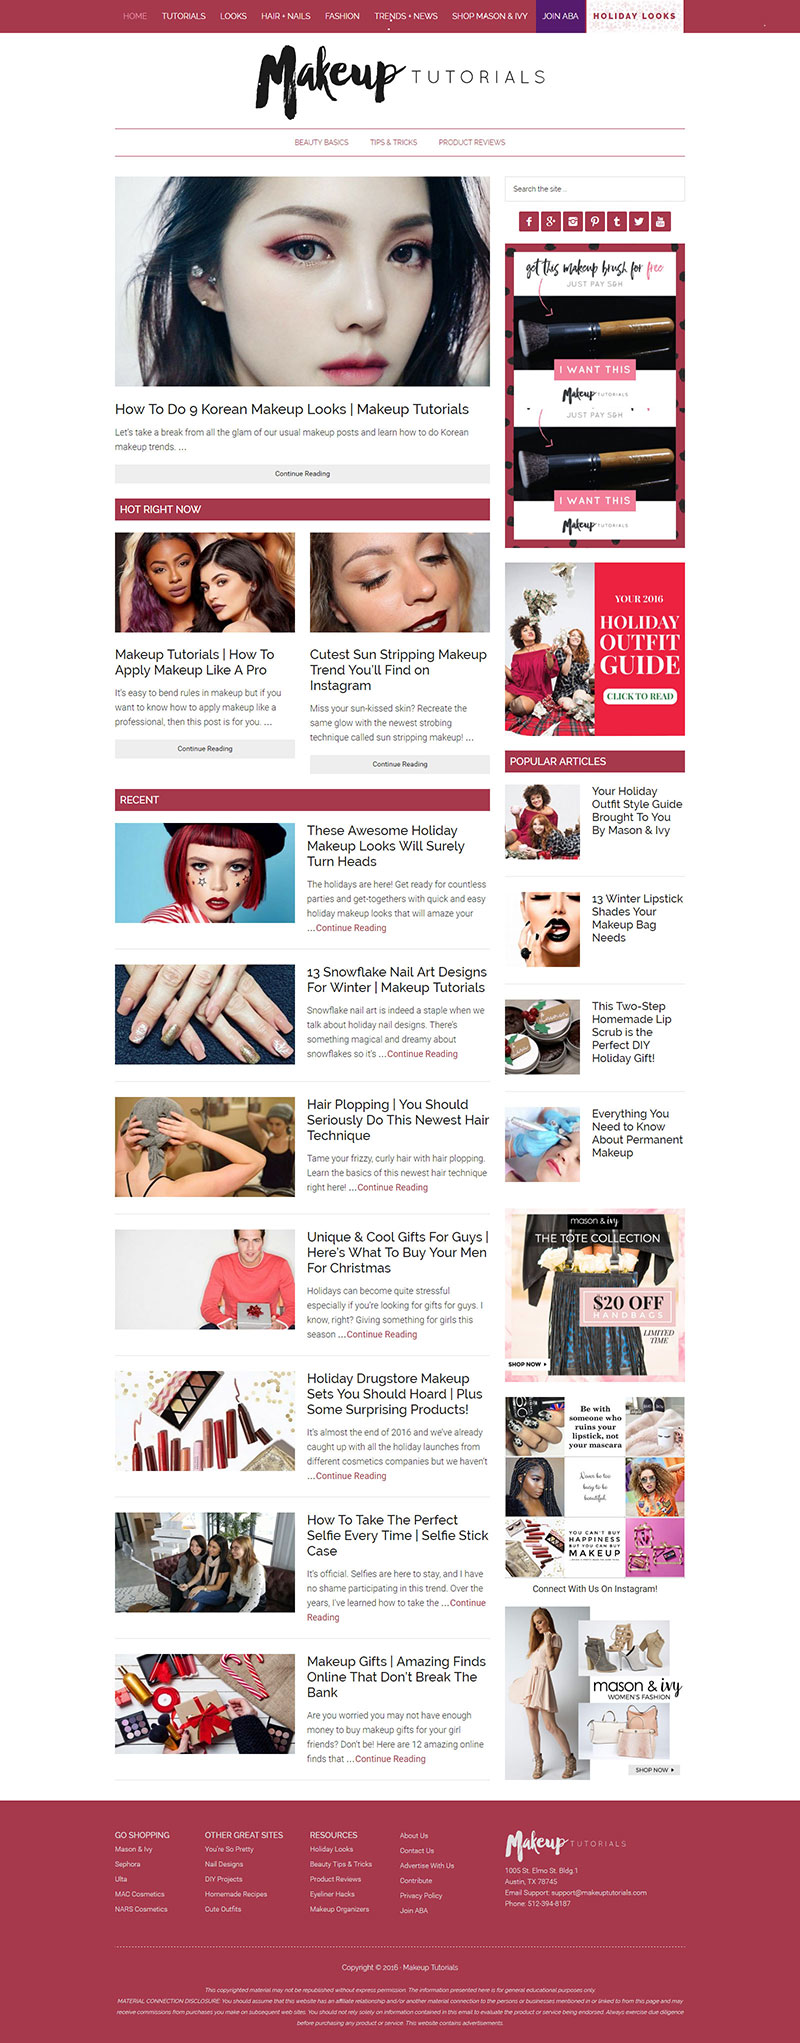 HOME TUTORIALS LOOKS HAIR + NAILS FASHION TRENDS + NEWS SHOP MASON & IVY JOIN ABA HOLIDAY LOOKS
Makeup TUTORIALS
BEAUTY BASICS TIPS & TRICKS PRODUCT REVIEWS
How To Do 9 Korean Makeup Looks | Makeup Tutorials
Let's take a break from all the glam of our usual makeup posts and learn how to do Korean
makeup trends. ...
Continue Reading
HOT RIGHT NOW
Makeup Tutorials | How To
Apply Makeup Like A Pro
It's easy to bend rules in makeup but if you
want to know how to apply makeup like a
professional, then this post is for you. ...
Continue Reading
Cutest Sun Stripping Makeup
Trend You'll Find on
Instagram
Miss your sun-kissed skin? Recreate the
same glow with the newest strobing
technique called sun stripping makeup! ...
Continue Reading
RECENT
These Awesome Holiday
Makeup Looks Will Surely
Turn Heads
The holidays are here! Get ready for countless
parties and get-togethers with quick and easy
holiday makeup looks that will amaze your
...Continue Reading
13 Snowflake Nail Art Designs
For Winter | Makeup Tutorials
Snowflake nail art is indeed a staple when we
talk about holiday nail designs. There's
something magical and dreamy about
snowflakes so it's ...Continue Reading
Hair Plopping | You Should
Seriously Do This Newest Hair
Technique
Tame your frizzy, curly hair with hair plopping.
Learn the basics of this newest hair technique
right here! ...Continue Reading
Unique & Cool Gifts For Guys |
Here's What To Buy Your Men
For Christmas
Holidays can become quite stressful
especially if you're looking for gifts for guys. I
know, right? Giving something for girls this
season ...Continue Reading
Holiday Drugstore Makeup
Sets You Should Hoard | Plus
Some Surprising Products!
It's almost the end of 2016 and we've already
caught up with all the holiday launches from
different cosmetics companies but we haven't
...Continue Reading
How To Take The Perfect
Selfie Every Time | Selfie Stick
Case
It's official. Selfies are here to stay, and I have
no shame participating in this trend. Over the
years, I've learned how to take the ...Continue
Reading
Makeup Gifts | Amazing Finds
Online That Don't Break The
Bank
Are you worried you may not have enough
money to buy makeup gifts for your girl
friends? Don't be! Here are 12 amazing online
finds that ...Continue Reading
Search the site ...
get this makeup brush for free
JUST PAY S&H
I WANT THIS
Makeup TUTORIALS
JUST PAY S&H
I WANT THIS
Makeup TUTORIALS
YOUR 2016
HOLIDAY
OUTFIT
GUIDE
CLICK TO READ
POPULAR ARTICLES
Your Holiday
Outfit Style Guide
Brought To You
By Mason & Ivy
13 Winter Lipstick
Shades Your
Makeup Bag
Needs
This Two-Step
Homemade Lip
Scrub is the
Perfect DIY
Holiday Gift!
Everything You
Need to Know
About Permanent
Makeup
mason & ivy
THE TOTE COLLECTION
$20 OFF
HANDBAGS
LIMITED
TIME
SHOP NOW
Be with
someone who
ruins your
lipstick, not
your mascara
Never be too
busy to be
beautiful.
YOU CAN'T BUY
HAPPINESS
BUT YOU CAN BUY
MAKEUP
Connect With Us On Instagram!
mason & ivy
WOMEN'S FASHION
SHOP NOW
GO SHOPPING
Mason & Ivy
Sephora
Ulta
MAC Cosmetics
NARS Cosmetics
OTHER GREAT SITES
You're So Pretty
Nail Designs
DIY Projects
Homemade Recipes
Cute Outfits
RESOURCES
Holiday Looks
Beauty Tips & Tricks
Product Reviews
Eyeliner Hacks
Makeup Organizers
About Us
Contact Us
Advertise With Us
Contribute
Privacy Policy
Join ABA
Makeup TUTORIALS
1005 St. Elmo St. Bldg.1
Austin, TX 78745
Email Support: support@makeuptutorials.com
Phone: 512-394-8187
Copyright © 2016 · Makeup Tutorials
This copyrighted material may not be republished without express permission. The information presented here is for general educational purposes only.
MATERIAL CONNECTION DISCLOSURE: You should assume that this website has an affiliate relationship and/or another material connection to the persons or businesses mentioned in or linked to from this page and may
receive commissions from purchases you make on subsequent web sites. You should not rely solely on information contained in this email to evaluate the product or service being endorsed. Always exercise due diligence
before purchasing any product or service. This website contains advertisements.